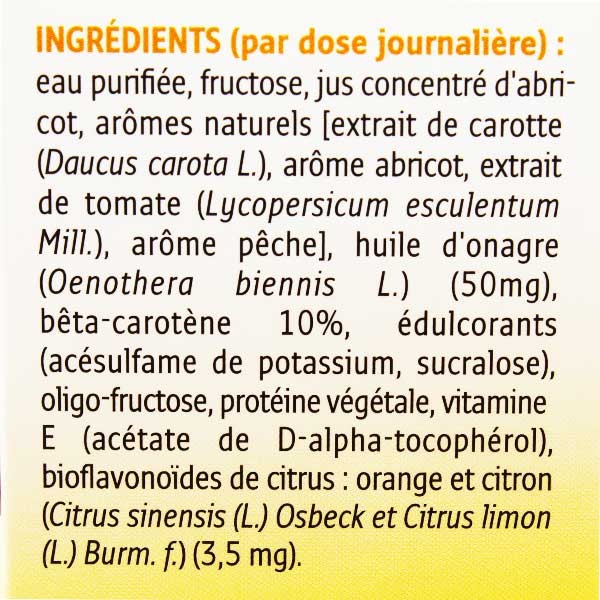 INGRÉDIENTS (par dose journalière) :
eau purifiée, fructose, jus concentré d'abri-
cot, arômes naturels [extrait de carotte
(Daucus carota L.), arôme abricot, extrait
de tomate (Lycopersicum esculentum
Mill.), arôme pêche], huile d'onagre
(Oenothera biennis L.) (50mg),
bêta-carotène 10%, édulcorants
(acésulfame de potassium, sucralose),
oligo-fructose, protéine végétale, vitamine
E (acétate de D-alpha-tocophérol),
bioflavonoïdes de citrus : orange et citron
(Citrus sinensis (L.) Osbeck et Citrus limon
(L.) Burm. f.) (3,5 mg).